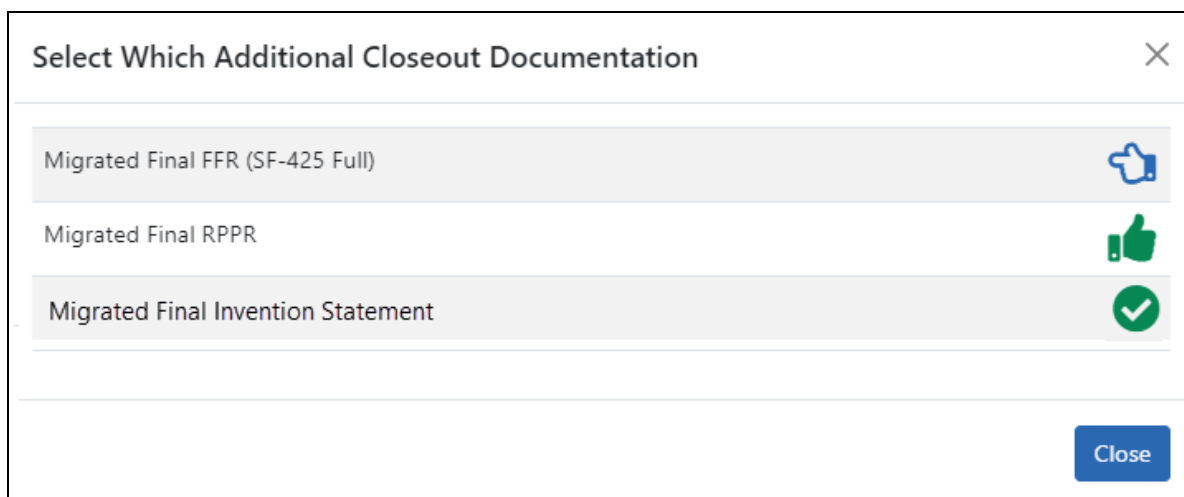 Select Which Additional Closeout Documentation
Migrated Final FFR (SF-425 Full)
Migrated Final RPPR
Migrated Final Invention Statement
Close